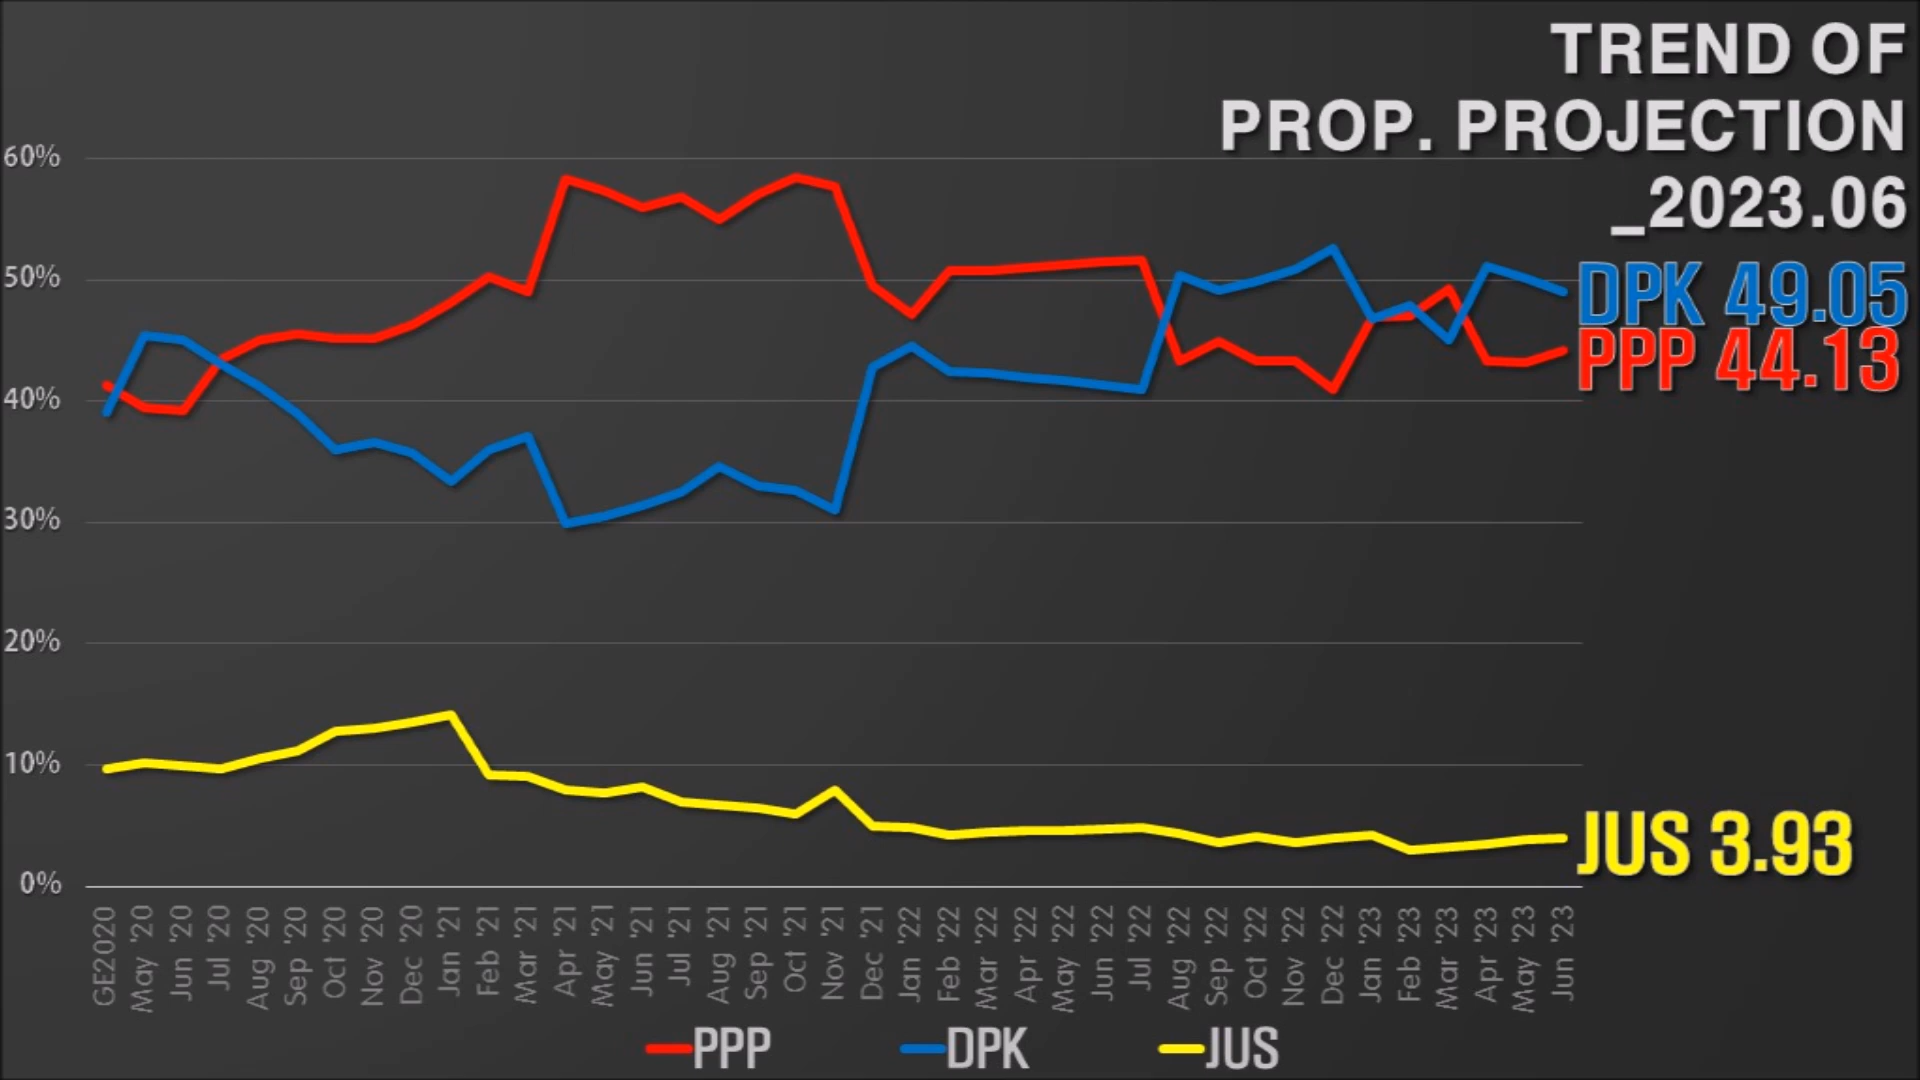 TREND OF
PROP. PROJECTION
_2023.06
60%
50%
40%
30%
20%
10%
0%
DPK 49.05
PPP 44.13
JUS 3.93
GE2020
May '20
Jun '20
Jul '20
Aug '20
Sep '20
Oct '20
Nov '20
Dec '20
Jan '21
Feb '21
Mar '21
Apr '21
May '21
Jun '21
Jul '21
Aug '21
Sep '21
Oct '21
Nov '21
Dec '21
Jan '22
Feb '22
Mar '22
Apr '22
May '22
Jun '22
Jul '22
Aug '22
Sep '22
Oct '22
Nov '22
Dec '22
Jan '23
Feb '23
Mar '23
Apr '23
May '23
Jun '23
PPP
DPK
JUS